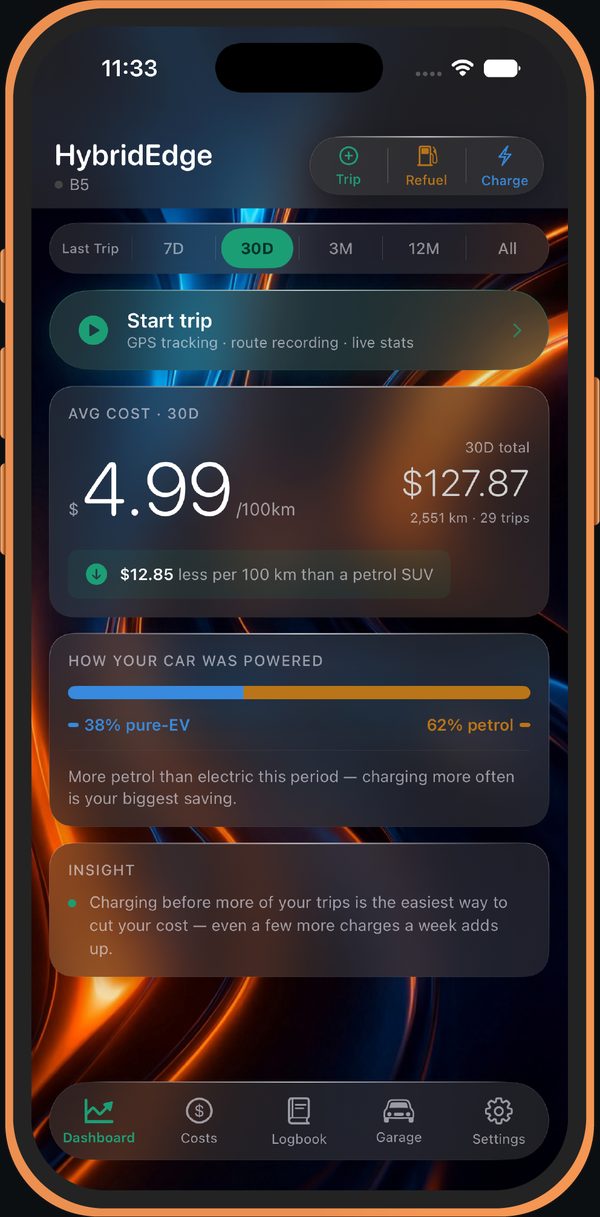 11:33
HybridEdge
B5
Trip
Refuel
Charge
Last Trip
7D
30D
3M
12M
All
Start trip
GPS tracking · route recording · live stats
AVG COST · 30D
$4.99/100km
30D total
$127.87
2,551 km · 29 trips
$12.85 less per 100 km than a petrol SUV
HOW YOUR CAR WAS POWERED
38% pure-EV
62% petrol
More petrol than electric this period — charging more often
is your biggest saving.
INSIGHT
Charging before more of your trips is the easiest way to
cut your cost — even a few more charges a week adds
up.
Dashboard
Costs
Logbook
Garage
Settings